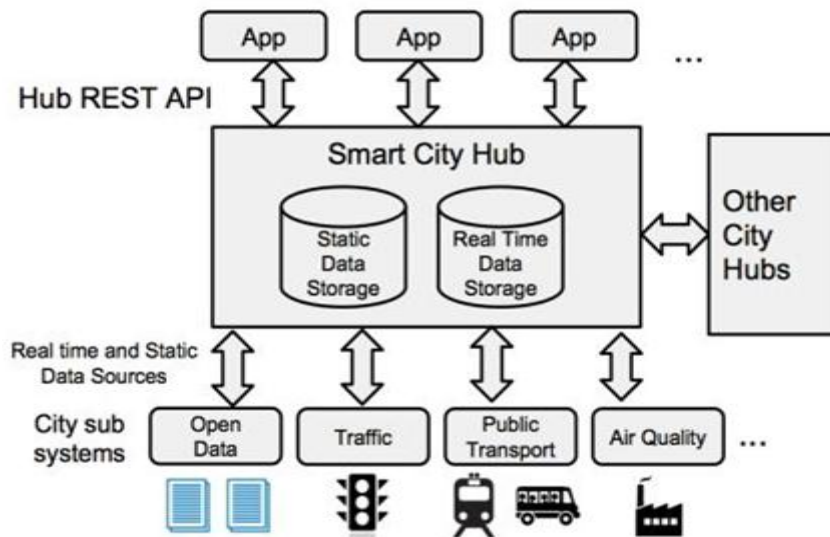 App
App
App
...
Hub REST API
Smart City Hub
Static
Data
Storage
Real Time
Data
Storage
Other
City
Hubs
Real time and Static
Data Sources
City sub
systems
Open
Data
Traffic
Public
Transport
Air Quality
...